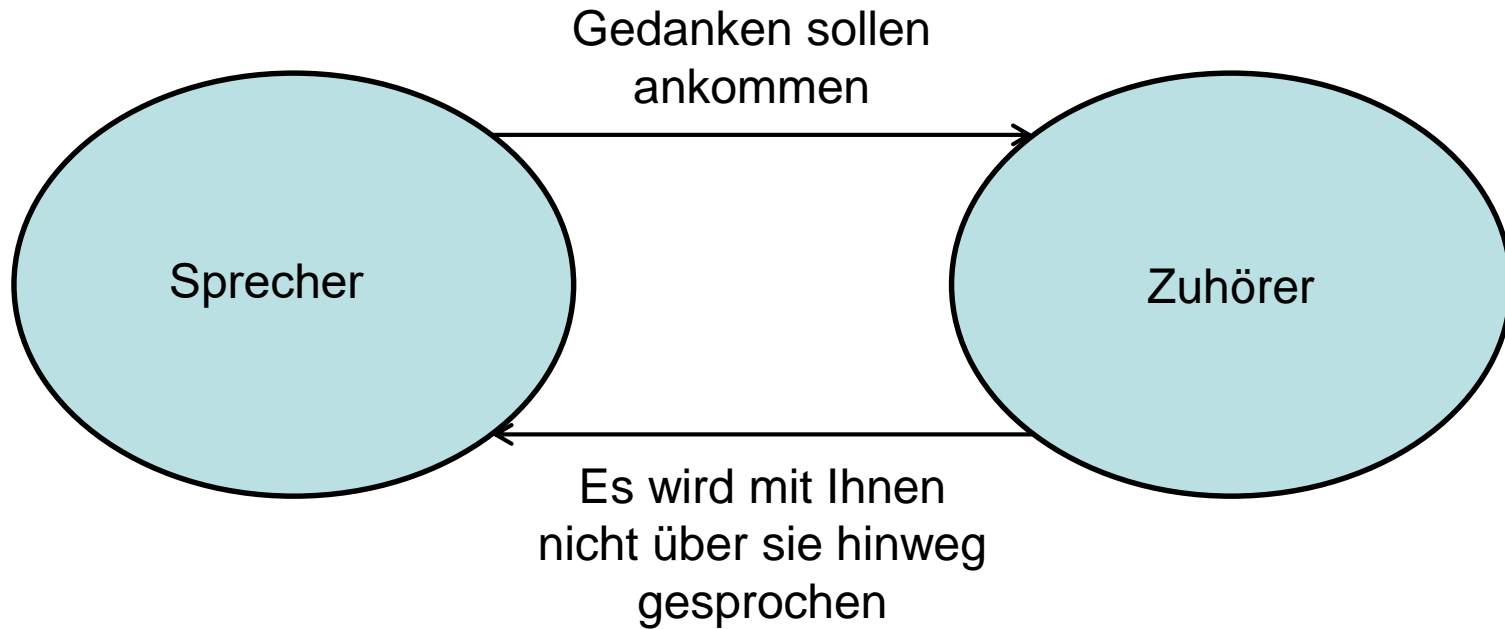 Gedanken sollen
ankommen
Sprecher
Zuhörer
Es wird mit Ihnen
nicht über sie hinweg
gesprochen